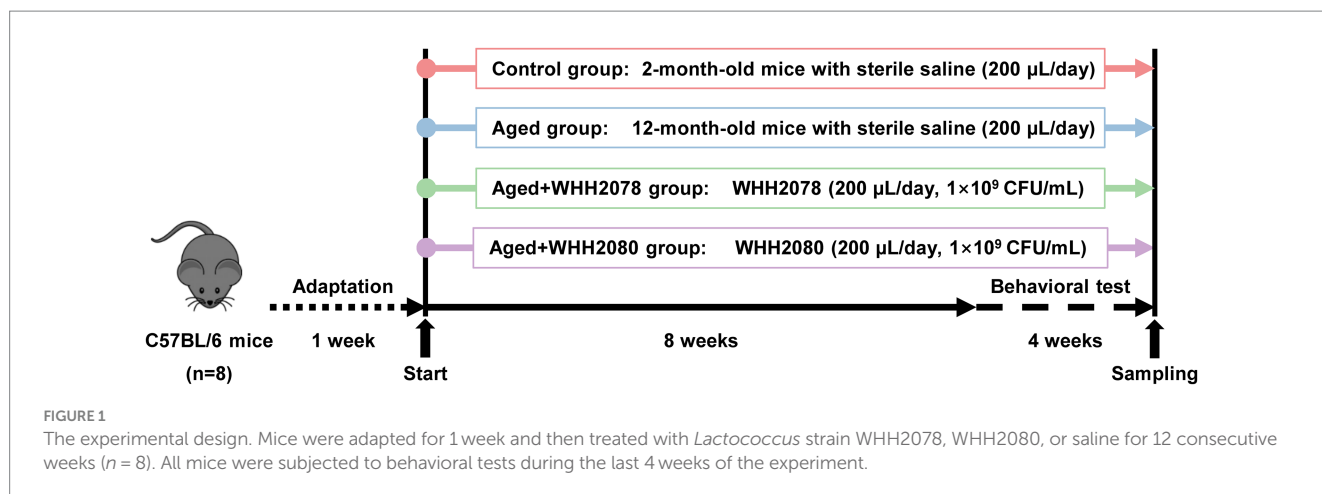 Control group: 2-month-old mice with sterile saline (200 µL/day)
Aged group: 12-month-old mice with sterile saline (200 µL/day)
Aged+WHH2078 group: WHH2078 (200 µL/day, 1×10⁹ CFU/mL)
Aged+WHH2080 group: WHH2080 (200 µL/day, 1×10⁹ CFU/mL)
Adaptation
Behavioral test
C57BL/6 mice
(n=8)
1 week
8 weeks
4 weeks
Start
Sampling
FIGURE 1
The experimental design. Mice were adapted for 1 week and then treated with Lactococcus strain WHH2078, WHH2080, or saline for 12 consecutive
weeks (n = 8). All mice were subjected to behavioral tests during the last 4 weeks of the experiment.